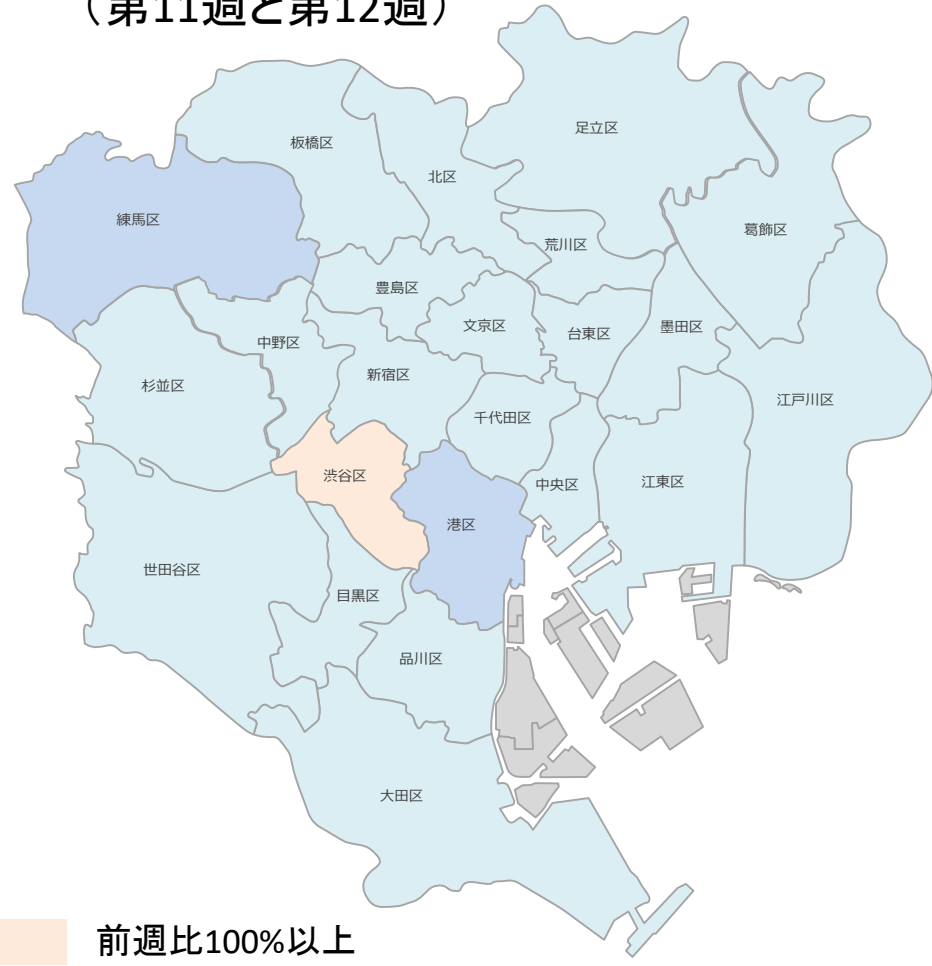 （第11週と第12週）
足立区
板橋区
北区
練馬区
荒川区
葛飾区
豊島区
文京区
台東区
墨田区
中野区
新宿区
杉並区
千代田区
江戸川区
渋谷区
中央区
江東区
港区
世田谷区
目黒区
品川区
大田区
前週比100%以上